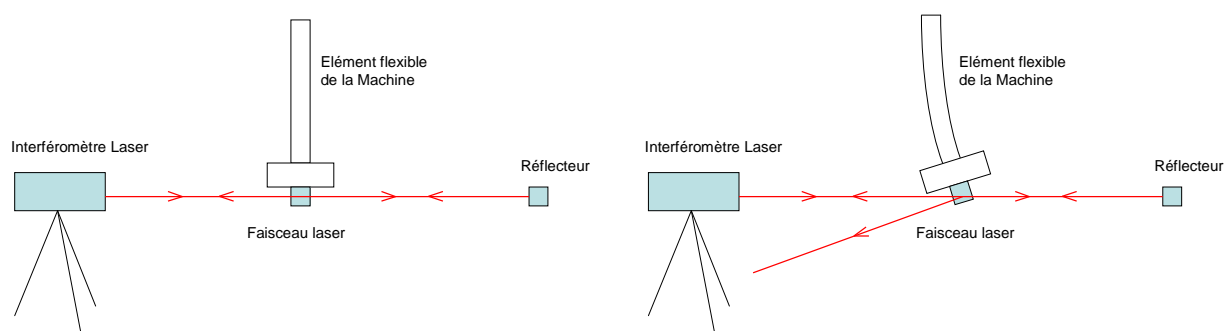 Elément flexible
de la Machine
Interféromètre Laser
Réflecteur
Faisceau laser
Elément flexible
de la Machine
Interféromètre Laser
Réflecteur
Faisceau laser